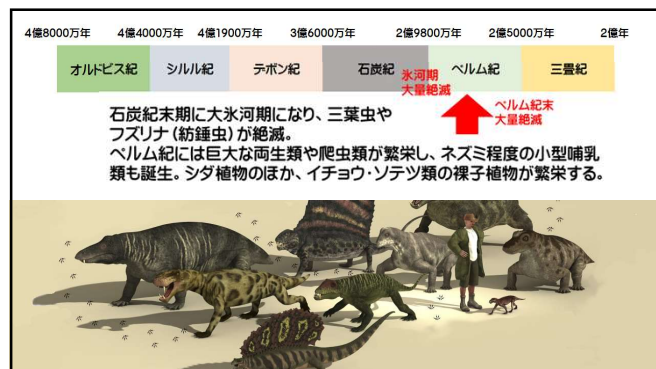 4億8000万年 4億4000万年 4億1900万年 3億6000万年 2億9800万年 2億5000万年 2億年
オルドビス紀 シルル紀 デボン紀 石炭紀 ペルム紀 三畳紀
氷河期
大量絶滅
ペルム紀末
大量絶滅
石炭紀末期に大氷河期になり、三葉虫や
フズリナ(紡錘虫)が絶滅。
ペルム紀には巨大な両生類や爬虫類が繁栄し、ネズミ程度の小型哺乳
類も誕生。シダ植物のほか、イチョウ・ソテツ類の裸子植物が繁栄する。